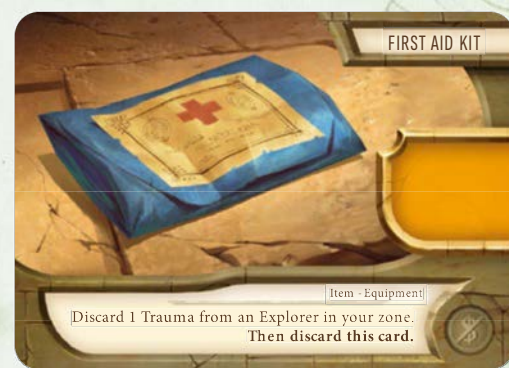 FIRST AID KIT
Item - Equipment
Discard 1 Trauma from an Explorer in your zone.
Then discard this card.